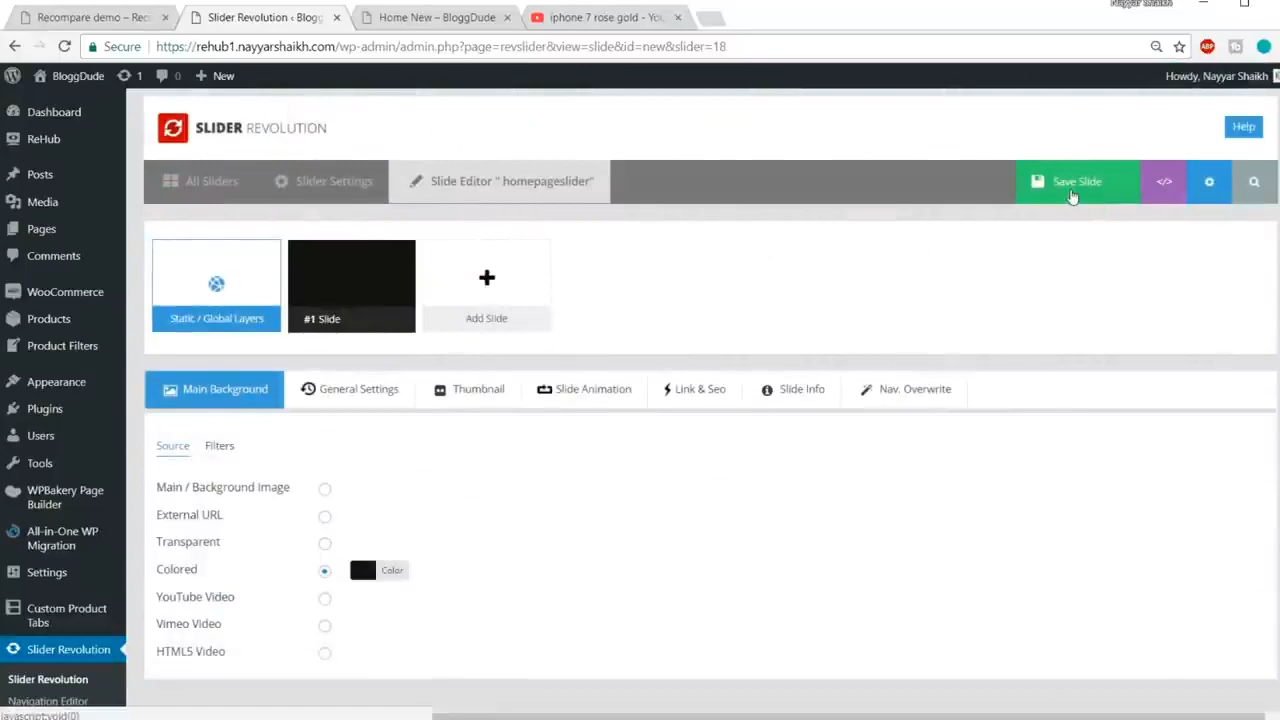 Nayyar Shaikh
Recompare demo – Rec
Slider Revolution ‹ Blogg
Home New – BloggDude
iphone 7 rose gold - You
Secure
https://rehub1.nayyarshaikh.com/wp-admin/admin.php?page=revslider&view=slide&id=new&slider=18
ABP
BloggDude
1
0
New
Howdy, Nayyar Shaikh
Dashboard
ReHub
Posts
Media
Pages
Comments
WooCommerce
Products
Product Filters
Appearance
Plugins
Users
Tools
WPBakery Page
Builder
All-in-One WP
Migration
Settings
Custom Product
Tabs
Slider Revolution
Slider Revolution
Navigation Editor
javascript:void(0)
SLIDER REVOLUTION
Help
All Sliders
Slider Settings
Slide Editor ".homepageslider"
Save Slide
</>
Static / Global Layers
#1 Slide
Add Slide
Main Background
General Settings
Thumbnail
Slide Animation
Link & Seo
Slide Info
Nav. Overwrite
Source
Filters
Main / Background Image
External URL
Transparent
Colored
Color
YouTube Video
Vimeo Video
HTML5 Video